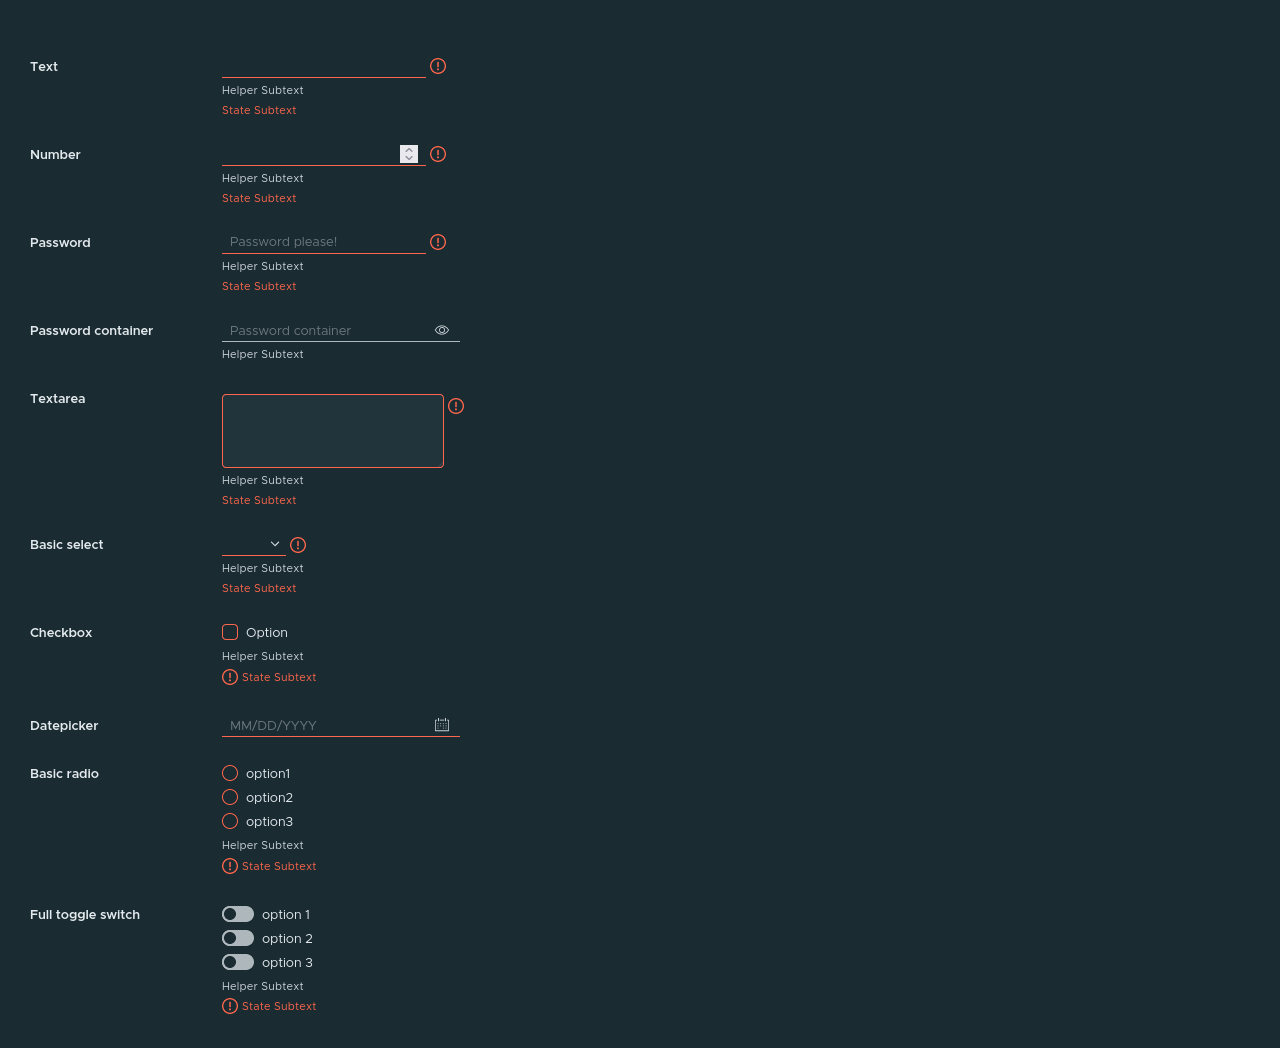 Text
Helper Subtext
State Subtext
Number
Helper Subtext
State Subtext
Password
Password please!
Helper Subtext
State Subtext
Password container
Password container
Helper Subtext
Textarea
Helper Subtext
State Subtext
Basic select
Helper Subtext
State Subtext
Checkbox
Option
Helper Subtext
State Subtext
Datepicker
MM/DD/YYYY
Basic radio
option1
option2
option3
Helper Subtext
State Subtext
Full toggle switch
option 1
option 2
option 3
Helper Subtext
State Subtext